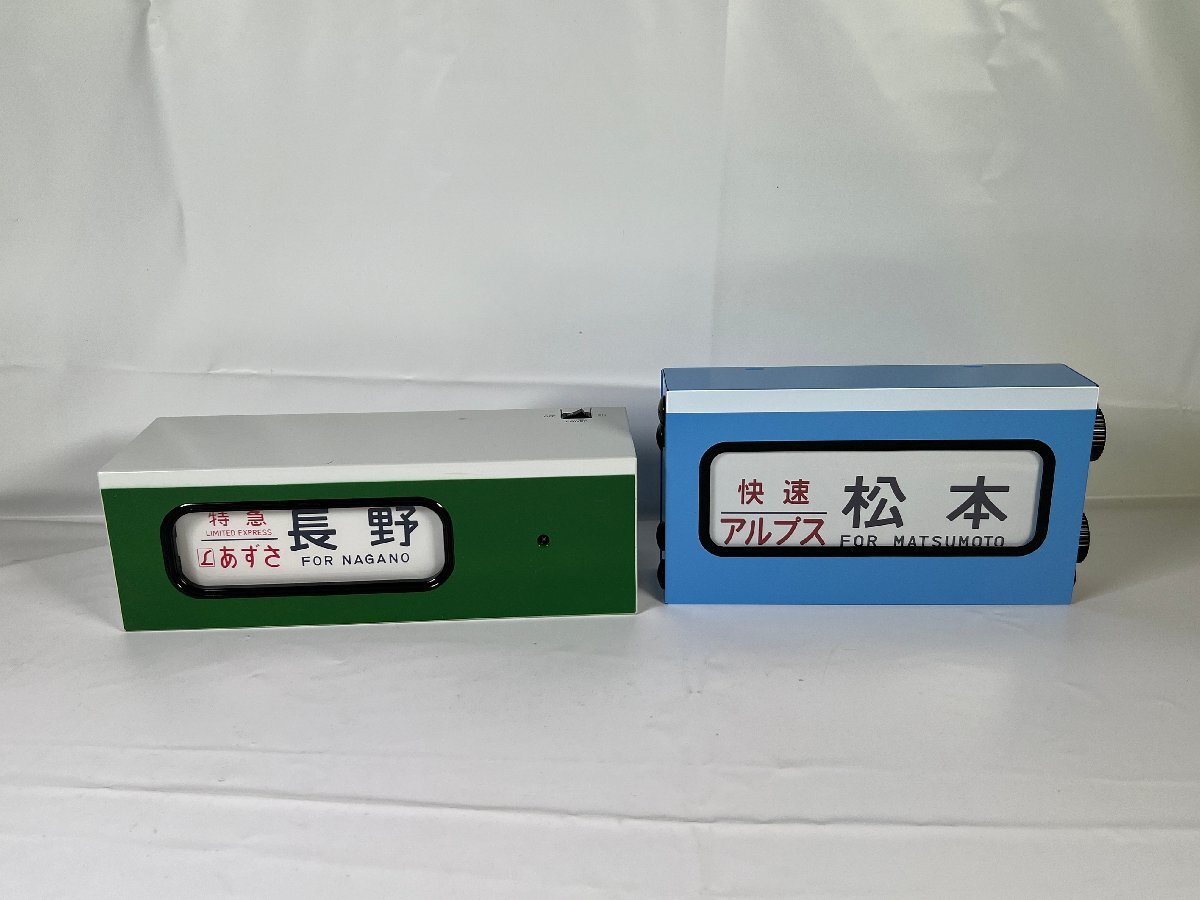 特急
LIMITED EXPRESS
あずさ
長野
FOR NAGANO
快速
アルプス
松本
FOR MATSUMOTO